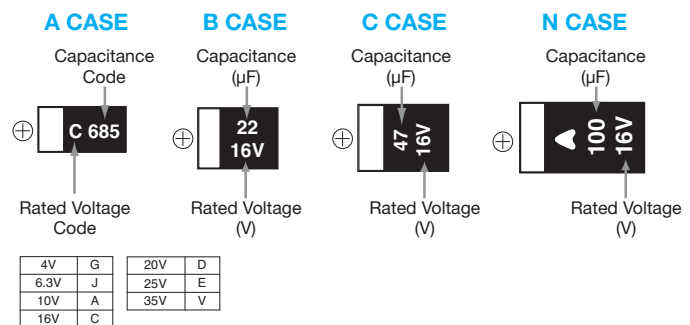 A CASE
Capacitance
Code
C 685
Rated Voltage
Code
B CASE
Capacitance
(µF)
22
16V
Rated Voltage
(V)
C CASE
Capacitance
(µF)
47
16V
Rated Voltage
(V)
N CASE
Capacitance
(µF)
100
16V
Rated Voltage
(V)
4V G
6.3V J
10V A
16V C
20V D
25V E
35V V